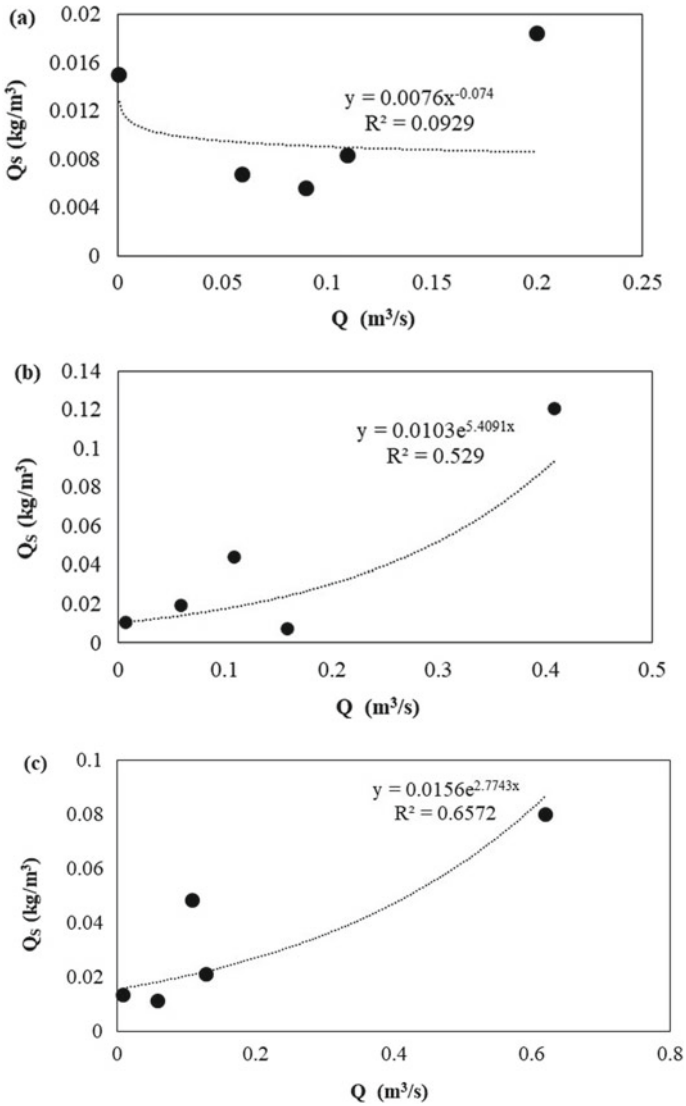 (a)
0.02
0.016
0.012
0.008
0.004
0
Qs (kg/m³)
y = 0.0076x^-0.074
R² = 0.0929
0 0.05 0.1 0.15 0.2 0.25
Q (m³/s)
(b)
0.14
0.12
0.1
0.08
0.06
0.04
0.02
0
Qs (kg/m³)
y = 0.0103e^5.4091x
R² = 0.529
0 0.1 0.2 0.3 0.4 0.5
Q (m³/s)
(c)
0.1
0.08
0.06
0.04
0.02
0
Qs (kg/m³)
y = 0.0156e^2.7743x
R² = 0.6572
0 0.2 0.4 0.6 0.8
Q (m³/s)